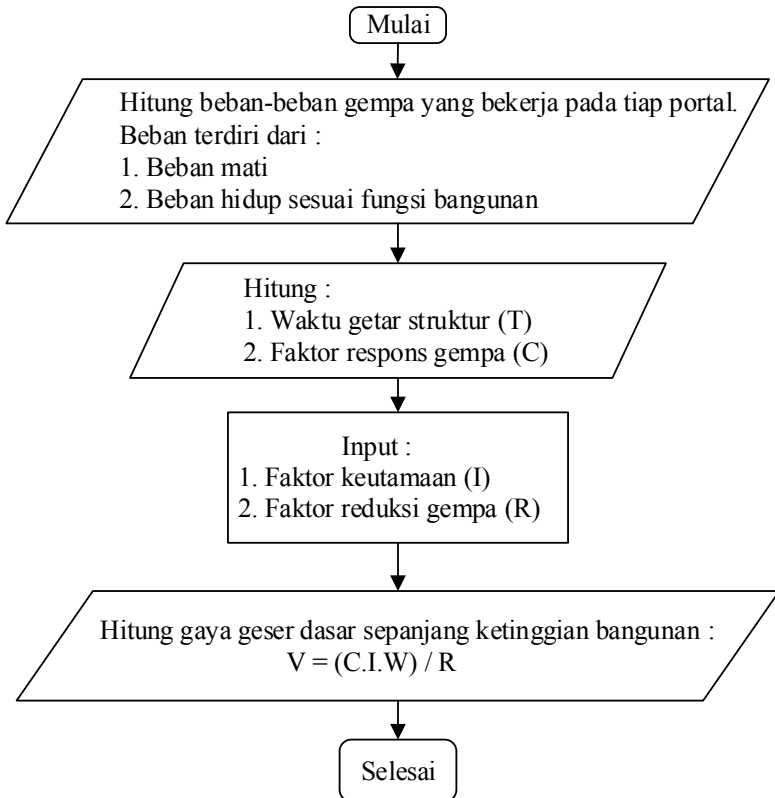 Mulai
Hitung beban-beban gempa yang bekerja pada tiap portal.
Beban terdiri dari :
1. Beban mati
2. Beban hidup sesuai fungsi bangunan
Hitung :
1. Waktu getar struktur (T)
2. Faktor respons gempa (C)
Input :
1. Faktor keutamaan (I)
2. Faktor reduksi gempa (R)
Hitung gaya geser dasar sepanjang ketinggian bangunan :
V = (C.I.W) / R
Selesai